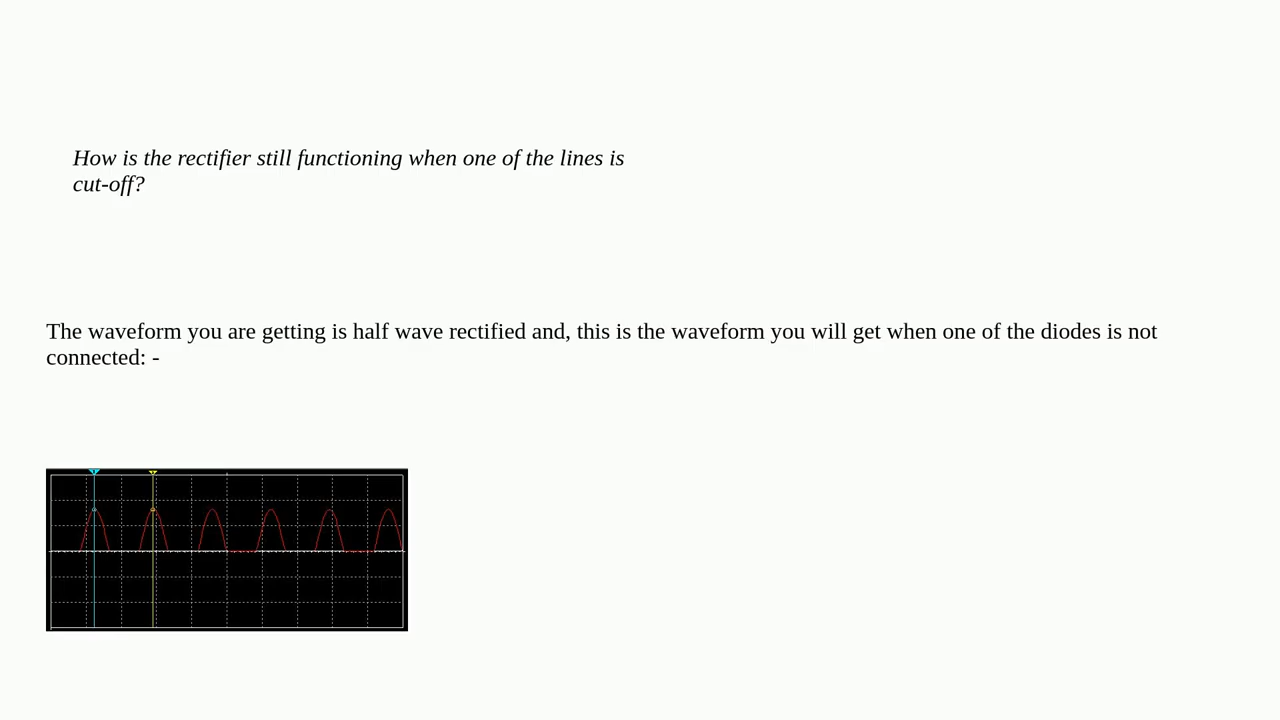 How is the rectifier still functioning when one of the lines is
cut-off?
The waveform you are getting is half wave rectified and, this is the waveform you will get when one of the diodes is not
connected: -